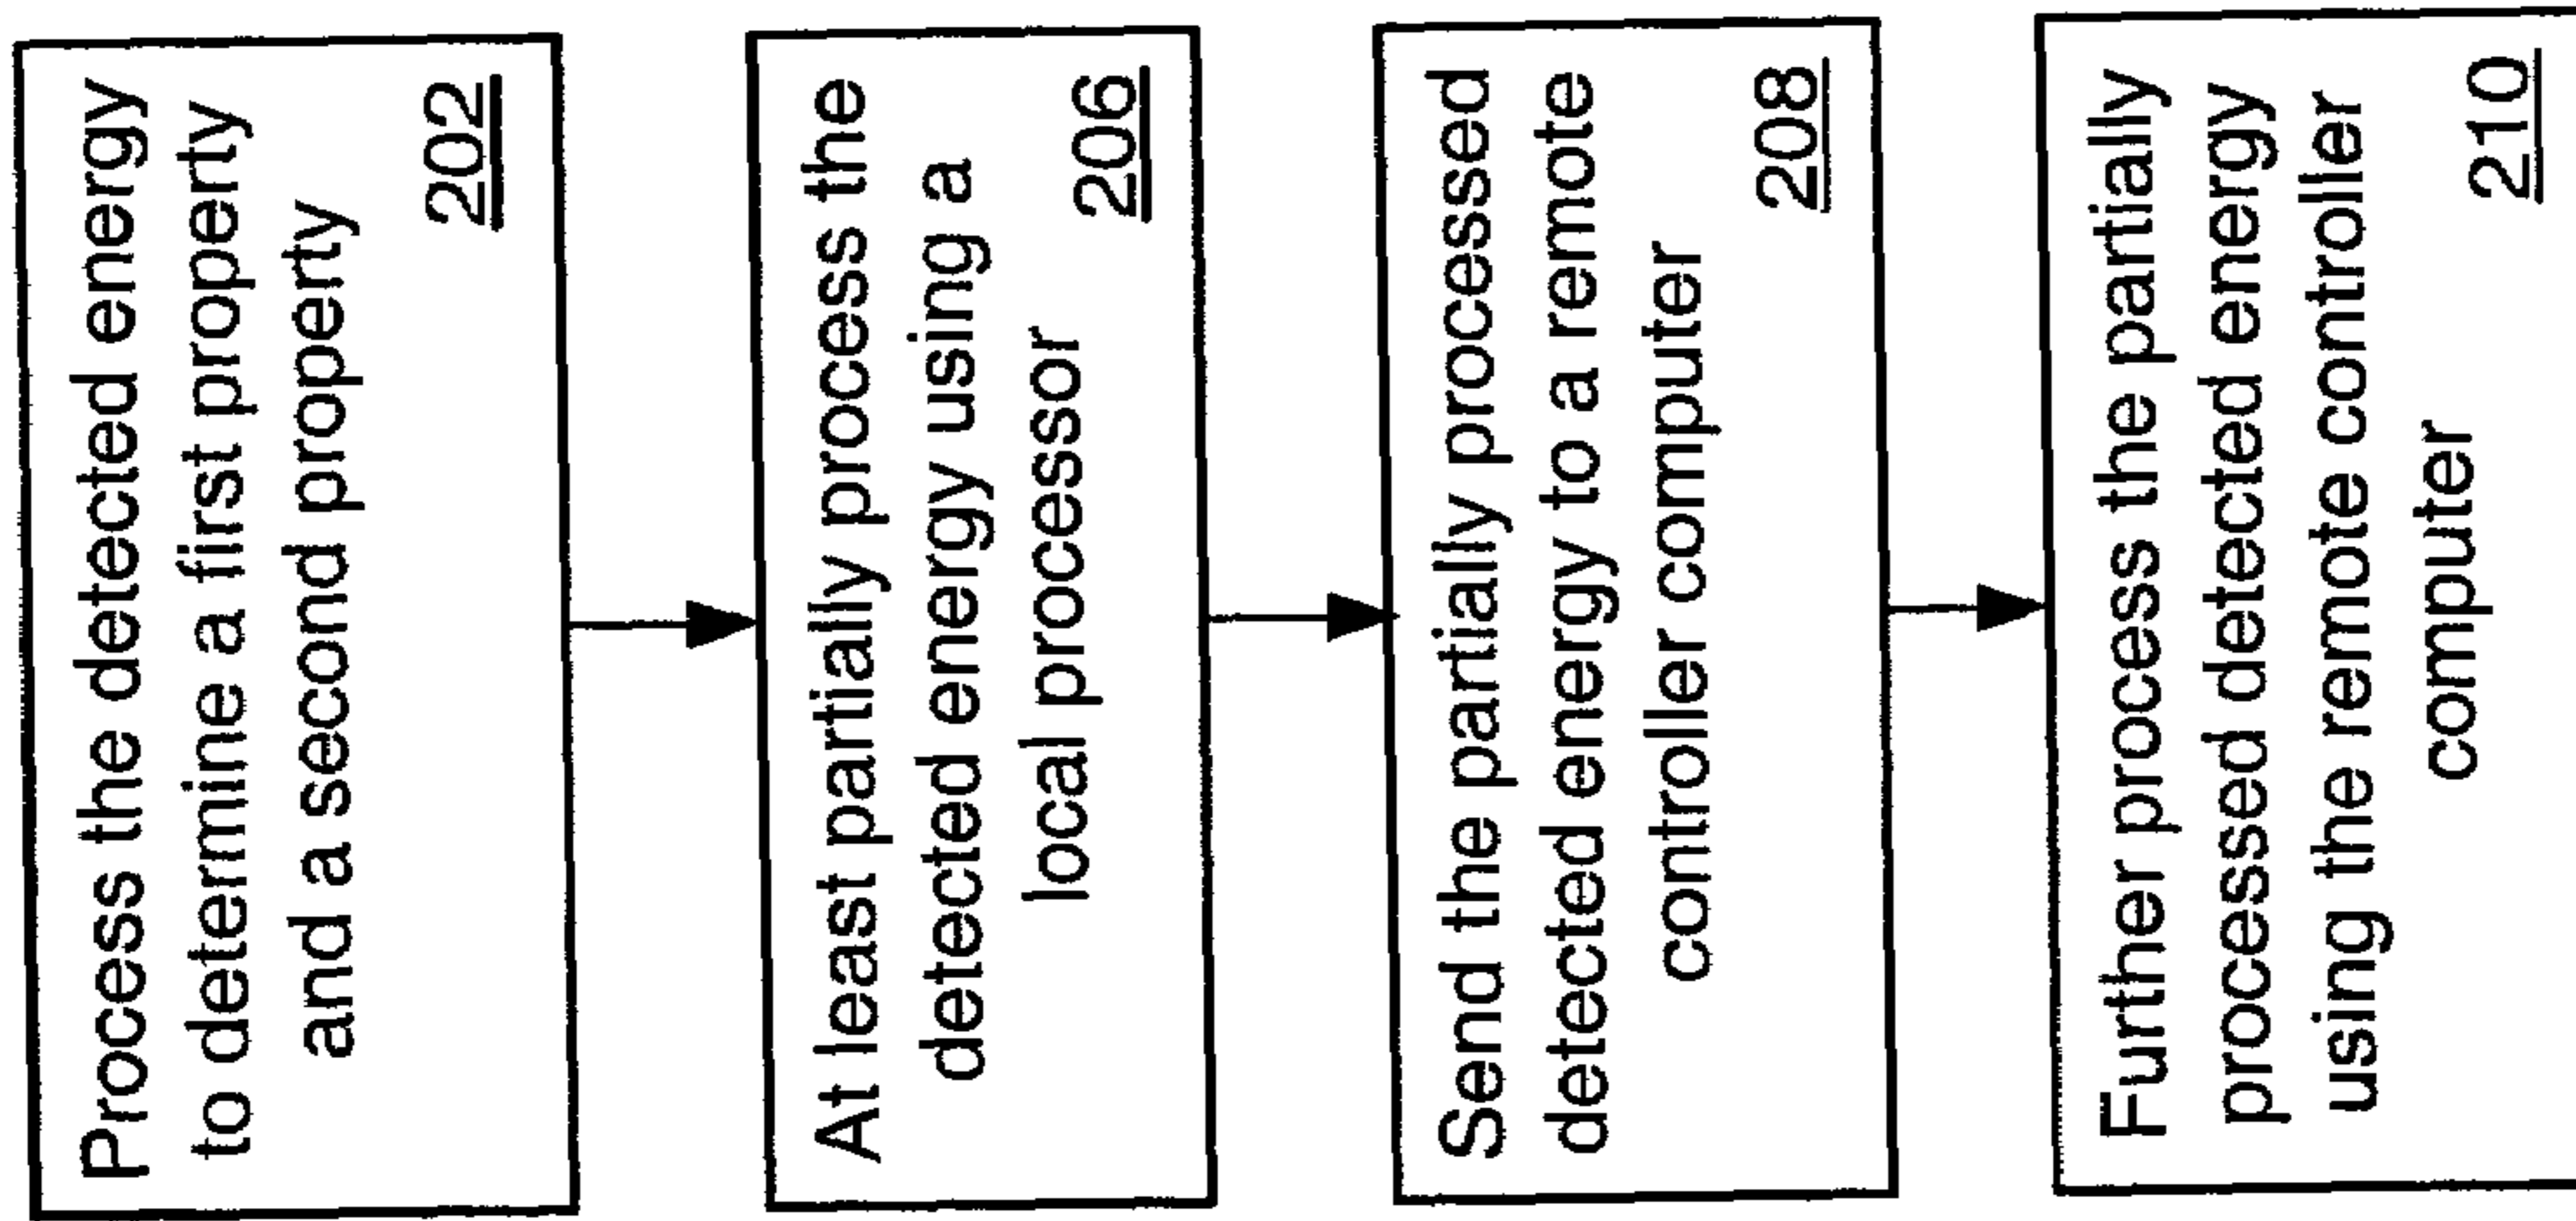 Process the detected energy
to determine a first property
and a second property
202
At least partially process the
detected energy using a
local processor
206
Send the partially processed
detected energy to a remote
controller computer
208
Further process the partially
processed detected energy
using the remote controller
computer
210